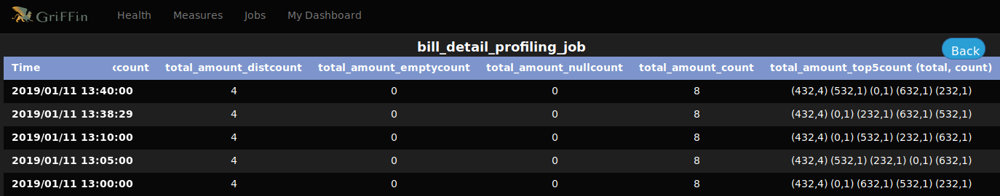 GriFFin Health Measures Jobs My Dashboard
bill_detail_profiling_job
Back
Time count total_amount_distcount total_amount_emptycount total_amount_nullcount total_amount_count total_amount_top5count (total, count)
2019/01/11 13:40:00 4 0 0 8 (432,4) (532,1) (0,1) (632,1) (232,1)
2019/01/11 13:38:29 4 0 0 8 (432,4) (0,1) (232,1) (632,1) (532,1)
2019/01/11 13:10:00 4 0 0 8 (432,4) (0,1) (532,1) (232,1) (632,1)
2019/01/11 13:05:00 4 0 0 8 (432,4) (532,1) (232,1) (0,1) (632,1)
2019/01/11 13:00:00 4 0 0 8 (432,4) (0,1) (632,1) (532,1) (232,1)